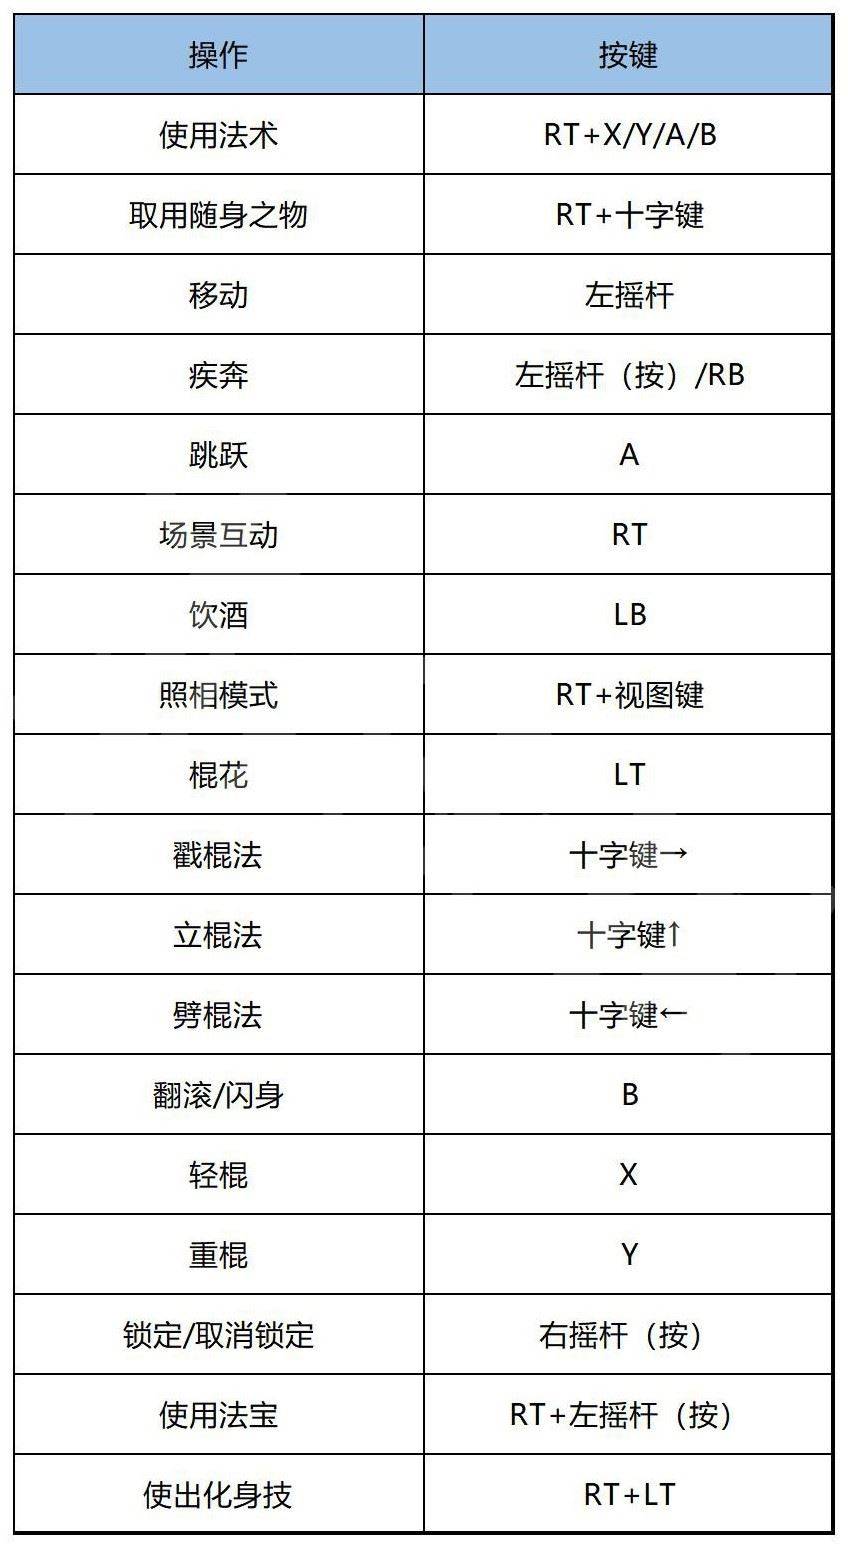 操作 按键
使用法术 RT+X/Y/A/B
取用随身之物 RT+十字键
移动 左摇杆
疾奔 左摇杆（按）/RB
跳跃 A
场景互动 RT
饮酒 LB
照相模式 RT+视图键
棍花 LT
戳棍法 十字键→
立棍法 十字键↑
劈棍法 十字键←
翻滚/闪身 B
轻棍 X
重棍 Y
锁定/取消锁定 右摇杆（按）
使用法宝 RT+左摇杆（按）
使出化身技 RT+LT